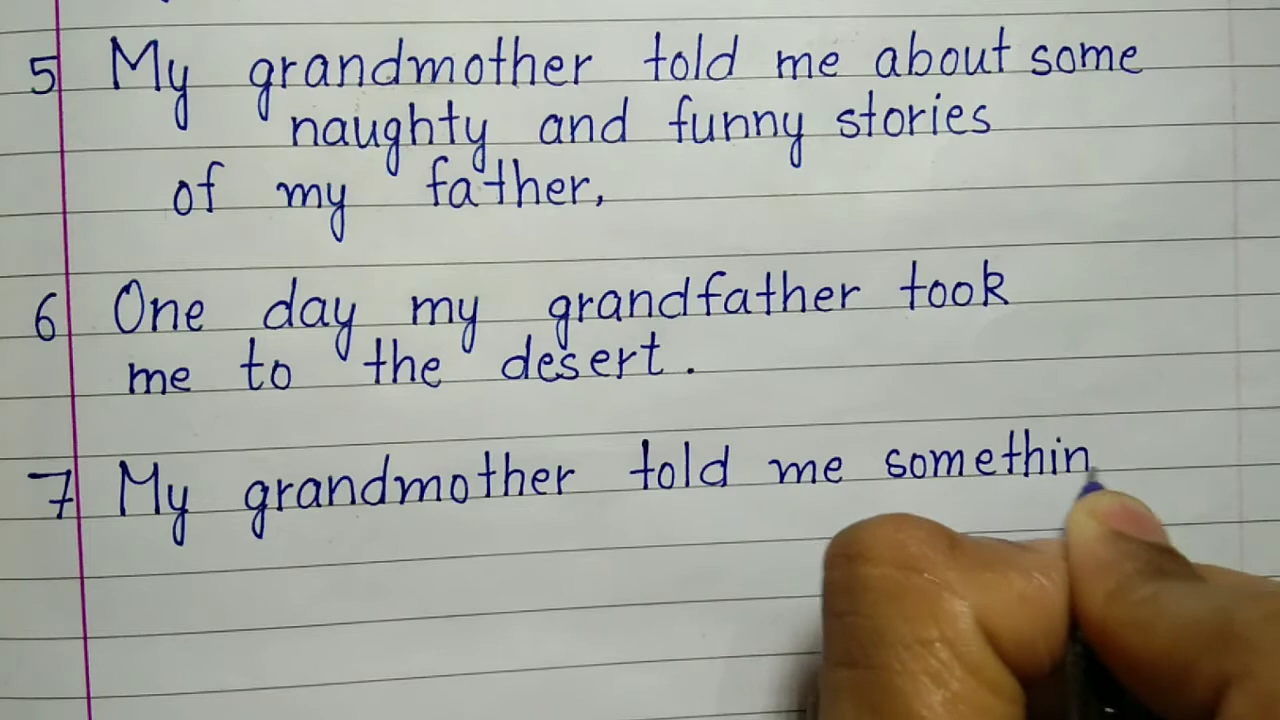 5 My grandmother told me about some
naughty and funny stories
of my father,
6 One day my grandfather took
me to the desert.
7 My grandmother told me somethin